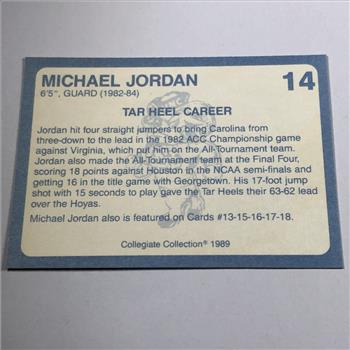 MICHAEL JORDAN 14
6'5", GUARD (1982-84)
TAR HEEL CAREER
Jordan hit four straight jumpers to bring Carolina from
three-down to the lead in the 1982 ACC Championship game
against Virginia, which put him on the All-Tournament team.
Jordan also made the All-Tournament team at the Final Four,
scoring 18 points against Houston in the NCAA semi-finals and
getting 16 in the title game with Georgetown. His 17-foot jump
shot with 15 seconds to play gave the Tar Heels their 63-62 lead
over the Hoyas.
Michael Jordan also is featured on Cards #13-15-16-17-18.
Collegiate Collection® 1989